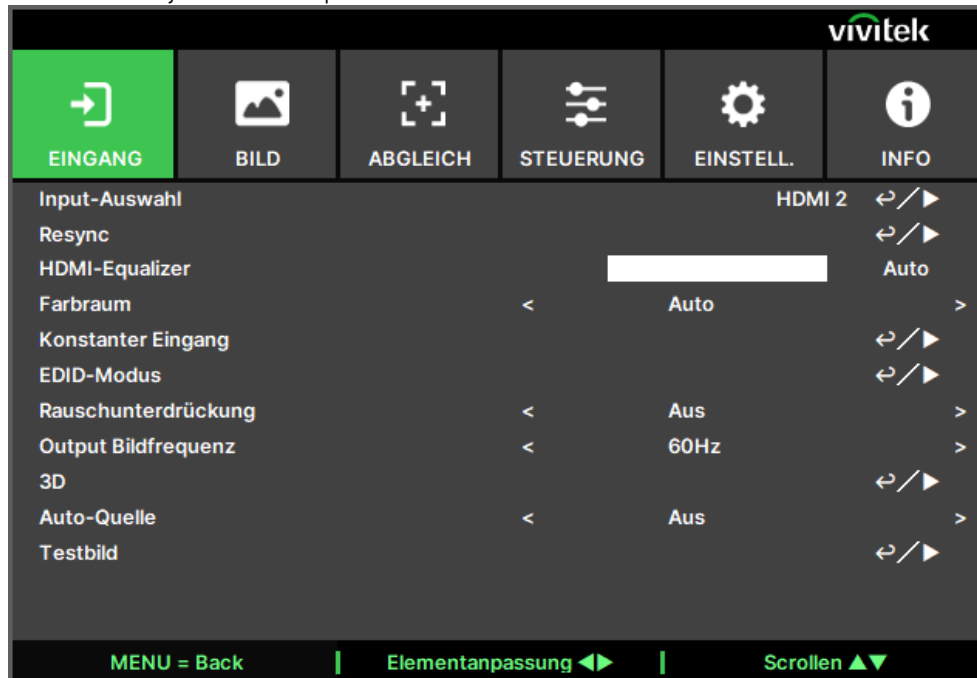 vivitek
EINGANG BILD ABGLEICH STEUERUNG EINSTELL. INFO
Input-Auswahl HDMI 2 ↩/▶
Resync ↩/▶
HDMI-Equalizer Auto
Farbraum < Auto >
Konstanter Eingang ↩/▶
EDID-Modus ↩/▶
Rauschunterdrückung < Aus >
Output Bildfrequenz < 60Hz >
3D ↩/▶
Auto-Quelle < Aus >
Testbild ↩/▶
MENU = Back | Elementanpassung ◀▶ | Scrollen ▲▼